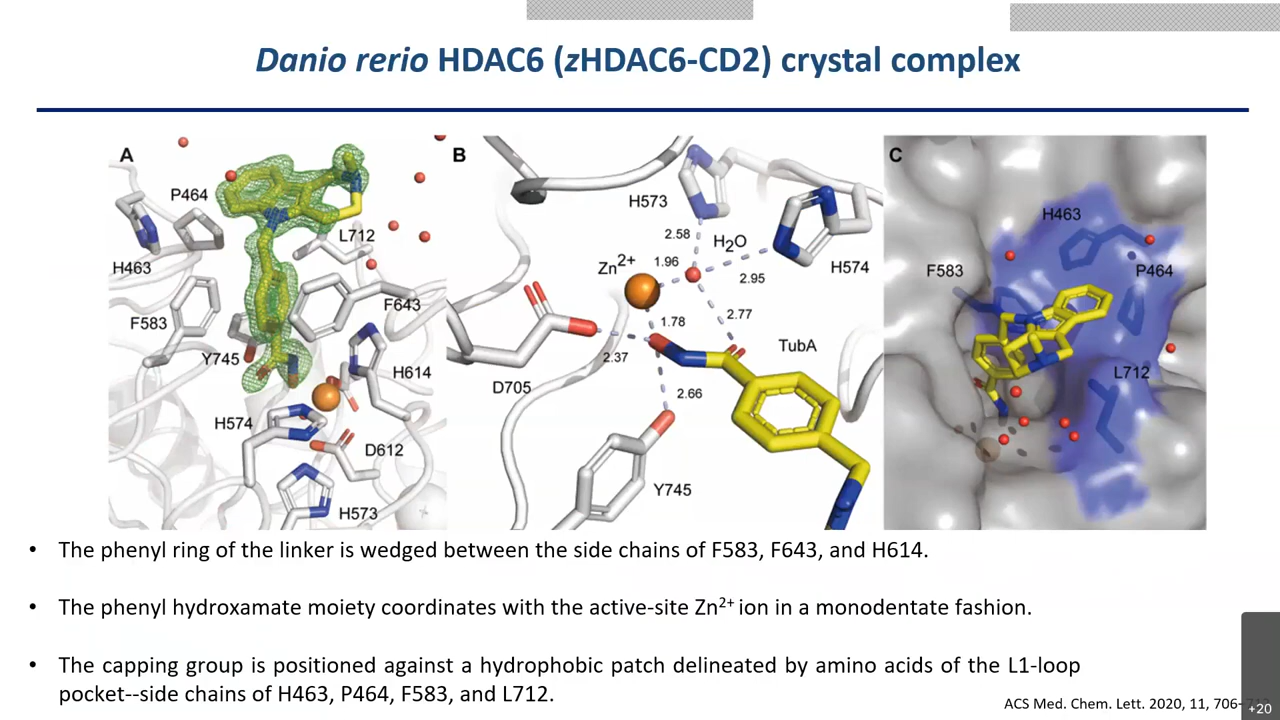 Danio rerio HDAC6 (zHDAC6-CD2) crystal complex
A
P464
H463
L712
F583
F643
Y745
H614
H574
D612
H573
B
H573
2.58
H₂O
Zn²⁺
1.96
2.95
H574
2.77
1.78
2.37
TubA
D705
2.66
Y745
C
H463
F583
P464
L712
• The phenyl ring of the linker is wedged between the side chains of F583, F643, and H614.
• The phenyl hydroxamate moiety coordinates with the active-site Zn²⁺ ion in a monodentate fashion.
• The capping group is positioned against a hydrophobic patch delineated by amino acids of the L1-loop
pocket--side chains of H463, P464, F583, and L712.
ACS Med. Chem. Lett. 2020, 11, 706-
+20